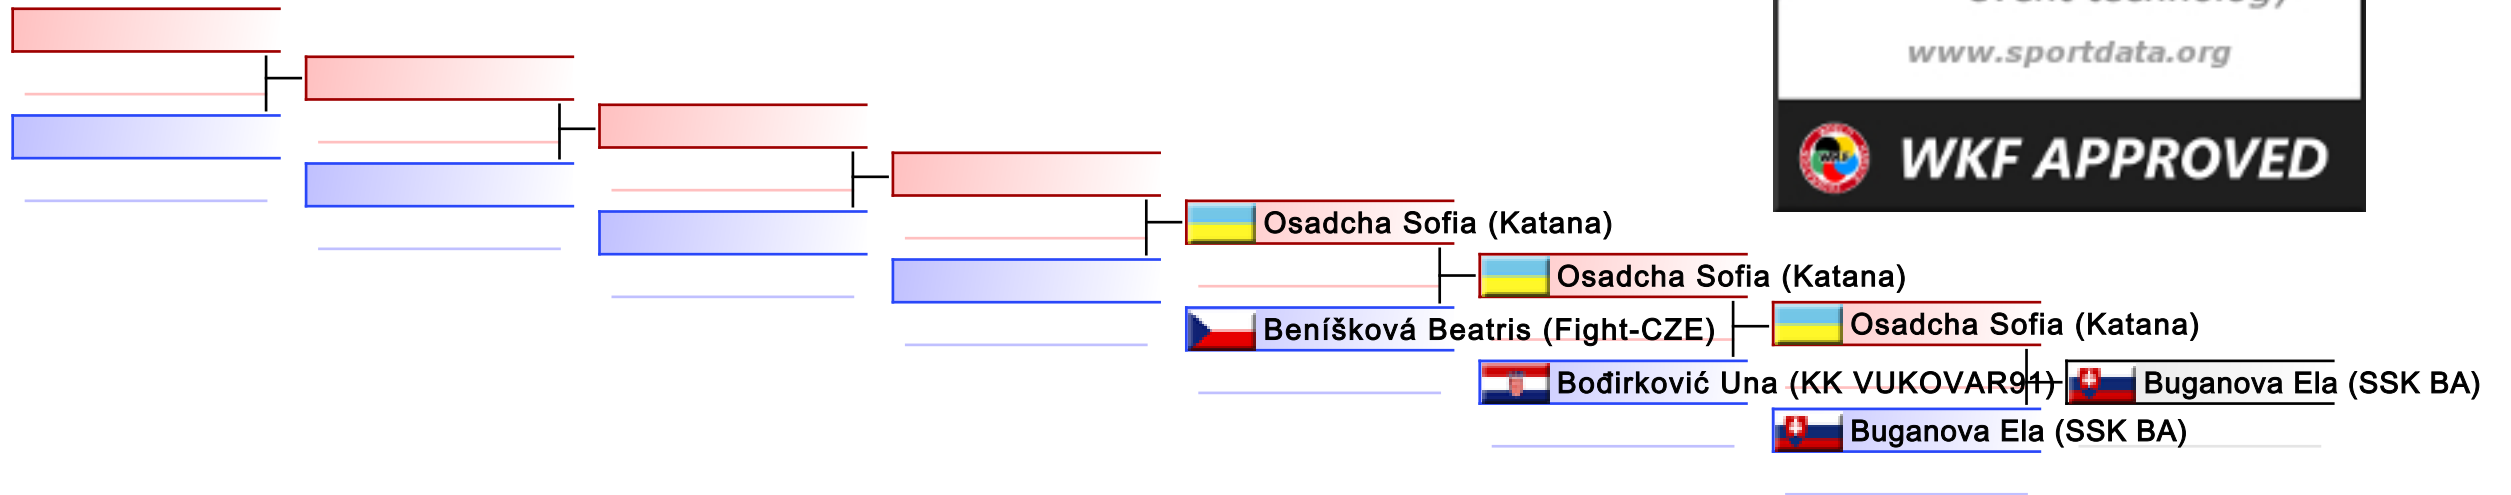 www.sportdata.org
WKF APPROVED
Osadcha Sofia (Katana)
Osadcha Sofia (Katana)
Beníšková Beatris (Fight-CZE)
Osadcha Sofia (Katana)
Bođirković Una (KK VUKOVAR91)
Buganova Ela (SSK BA)
Buganova Ela (SSK BA)